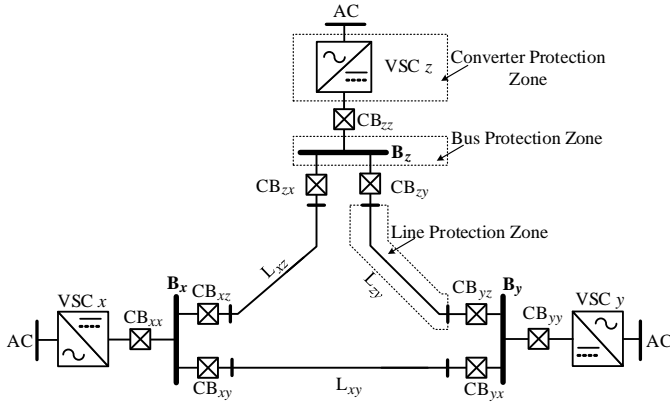 AC
VSC z
Converter Protection
Zone
CBzz
Bus Protection Zone
Bz
CBzx
CBzy
Line Protection Zone
Lxz
Lzy
Bx
By
VSC x
CBxz
CByz
VSC y
CBxx
CByy
AC
AC
CBxy
Lxy
CByx